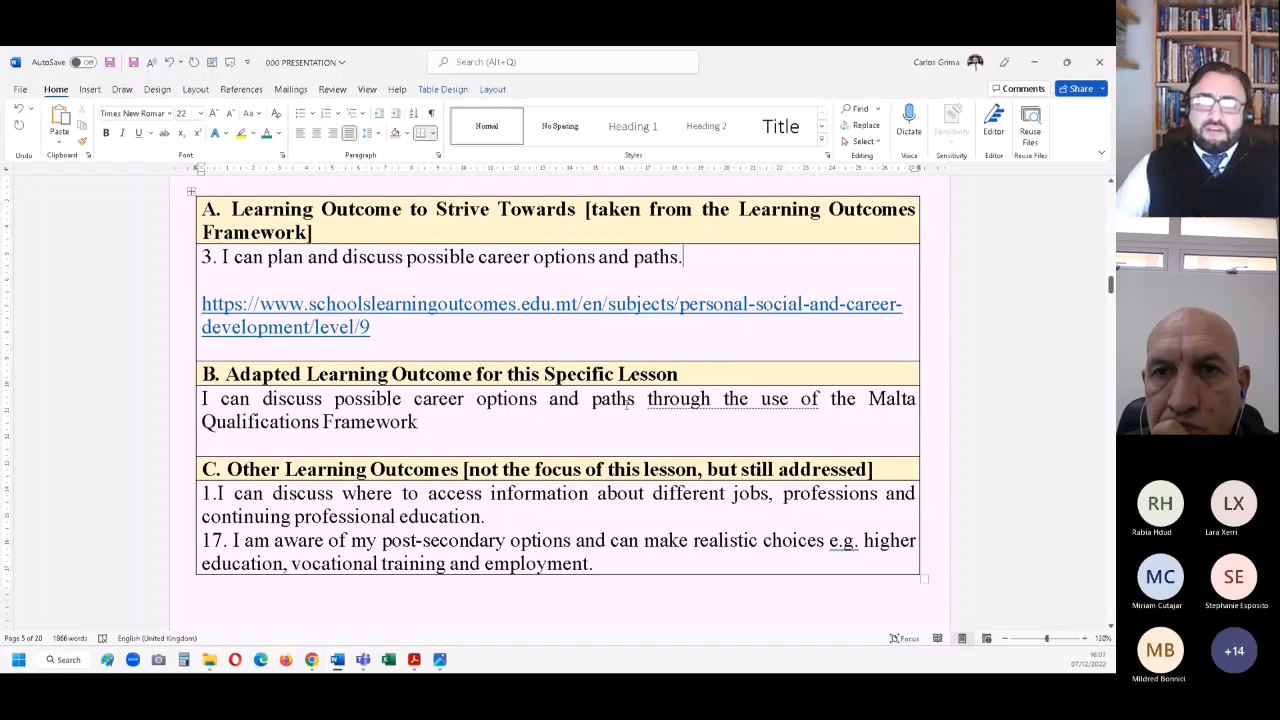 AutoSave Off 000 PRESENTATION Search (Alt+Q) Carlos Grima
File Home Insert Draw Design Layout References Mailings Review View Help Table Design Layout Comments Share
Times New Roman 22 Find
Paste Normal No Spacing Heading 1 Heading 2 Title Replace Dictate Sensitivity Editor Reuse Files
Select
Undo Clipboard Font Paragraph Styles Editing Voice Sensitivity Editor Reuse Files
A. Learning Outcome to Strive Towards [taken from the Learning Outcomes
Framework]
3. I can plan and discuss possible career options and paths.
https://www.schoolslearningoutcomes.edu.mt/en/subjects/personal-social-and-career-
development/level/9
B. Adapted Learning Outcome for this Specific Lesson
I can discuss possible career options and paths through the use of the Malta
Qualifications Framework
C. Other Learning Outcomes [not the focus of this lesson, but still addressed]
1.I can discuss where to access information about different jobs, professions and
continuing professional education.
17. I am aware of my post-secondary options and can make realistic choices e.g. higher
education, vocational training and employment.
Page 5 of 20 1866 words English (United Kingdom) Focus 120%
Search 16:07
07/12/2022
RH LX
Rabia Hdud Lara Xerri
MC SE
Miriam Cutajar Stephanie Esposito
MB +14
Mildred Bonnici